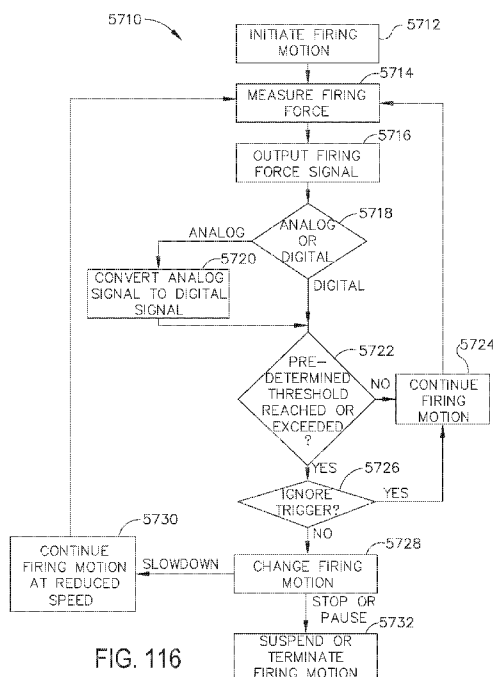 5710
INITIATE FIRING
MOTION
5712
5714
MEASURE FIRING
FORCE
5716
OUTPUT FIRING
FORCE SIGNAL
5718
ANALOG
OR
DIGITAL
ANALOG
5720
CONVERT ANALOG
SIGNAL TO DIGITAL
SIGNAL
DIGITAL
5722
PRE-
DETERMINED
THRESHOLD
REACHED OR
EXCEEDED
?
NO
5724
CONTINUE
FIRING
MOTION
YES
5726
IGNORE
TRIGGER?
YES
NO
5728
CHANGE FIRING
MOTION
SLOWDOWN
5730
CONTINUE
FIRING MOTION
AT REDUCED
SPEED
STOP OR
PAUSE
5732
SUSPEND OR
TERMINATE
FIRING MOTION
FIG. 116